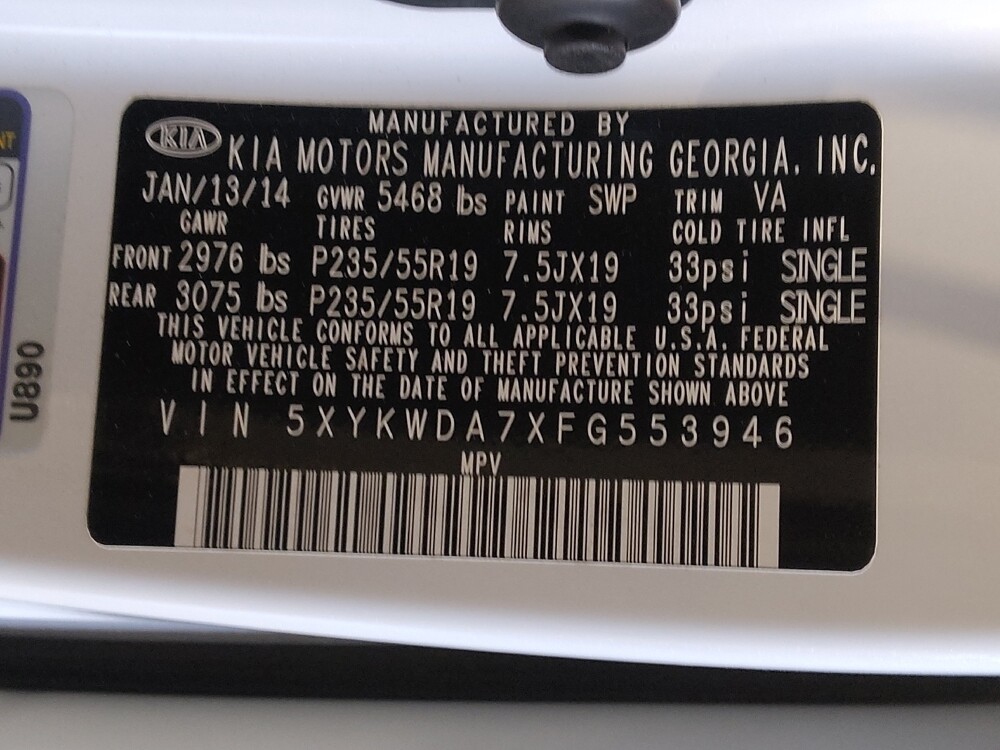 MANUFACTURED BY
KIA KIA MOTORS MANUFACTURING GEORGIA, INC.
JAN/13/14 GVWR 5468 lbs PAINT SWP TRIM VA
GAWR TIRES RIMS COLD TIRE INFL
FRONT 2976 lbs P235/55R19 7.5JX19 33psi SINGLE
REAR 3075 lbs P235/55R19 7.5JX19 33psi SINGLE
THIS VEHICLE CONFORMS TO ALL APPLICABLE U.S.A. FEDERAL
MOTOR VEHICLE SAFETY AND THEFT PREVENTION STANDARDS
IN EFFECT ON THE DATE OF MANUFACTURE SHOWN ABOVE
VIN 5XYKWDA7XFG553946
MPV
U890
NT